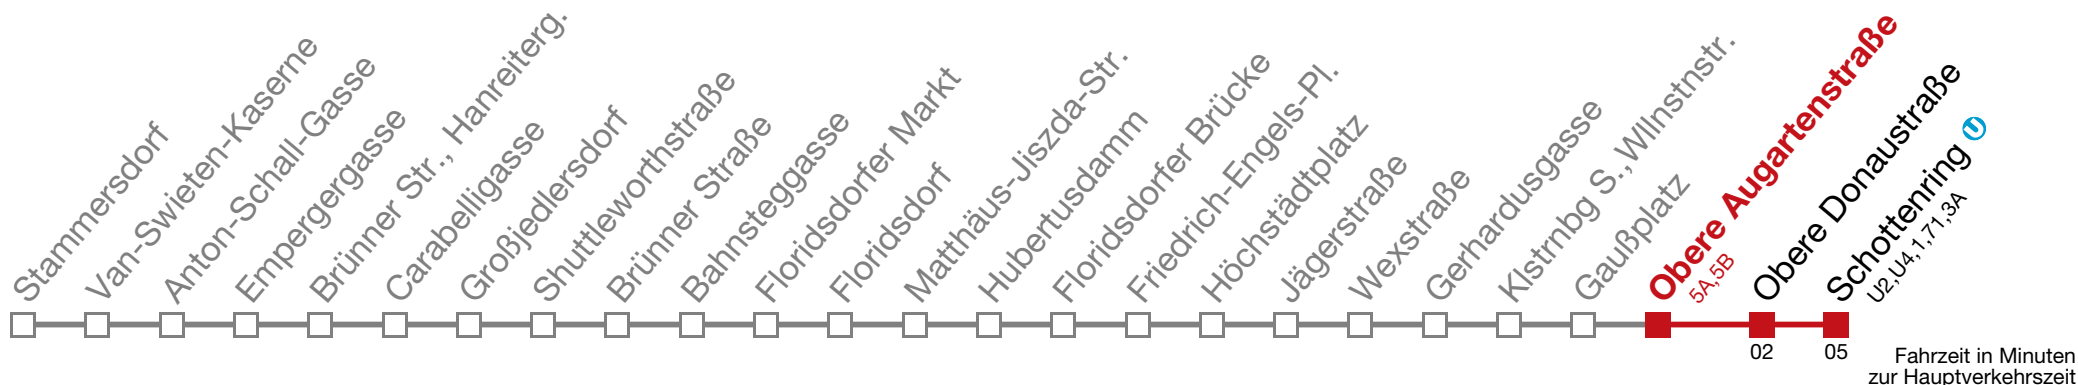 Stammersdorf
Van-Swieten-Kaserne
Anton-Schall-Gasse
Empergergasse
Brünner Str., Hanreiterg.
Carabelligasse
Großjedlersdorf
Shuttleworthstraße
Brünner Straße
Bahnsteggasse
Floridsdorfer Markt
Floridsdorf
Matthäus-Jiszda-Str.
Hubertusdamm
Floridsdorfer Brücke
Friedrich-Engels-Pl.
Höchstädtplatz
Jägerstraße
Wexstraße
Gerhardusgasse
Klstrnbg S.,Wllnstnstr.
Gaußplatz
Obere Augartenstraße
5A,5B
Obere Donaustraße
Schottenring U
U2,U4,1,71,3A
02
05
Fahrzeit in Minuten
zur Hauptverkehrszeit